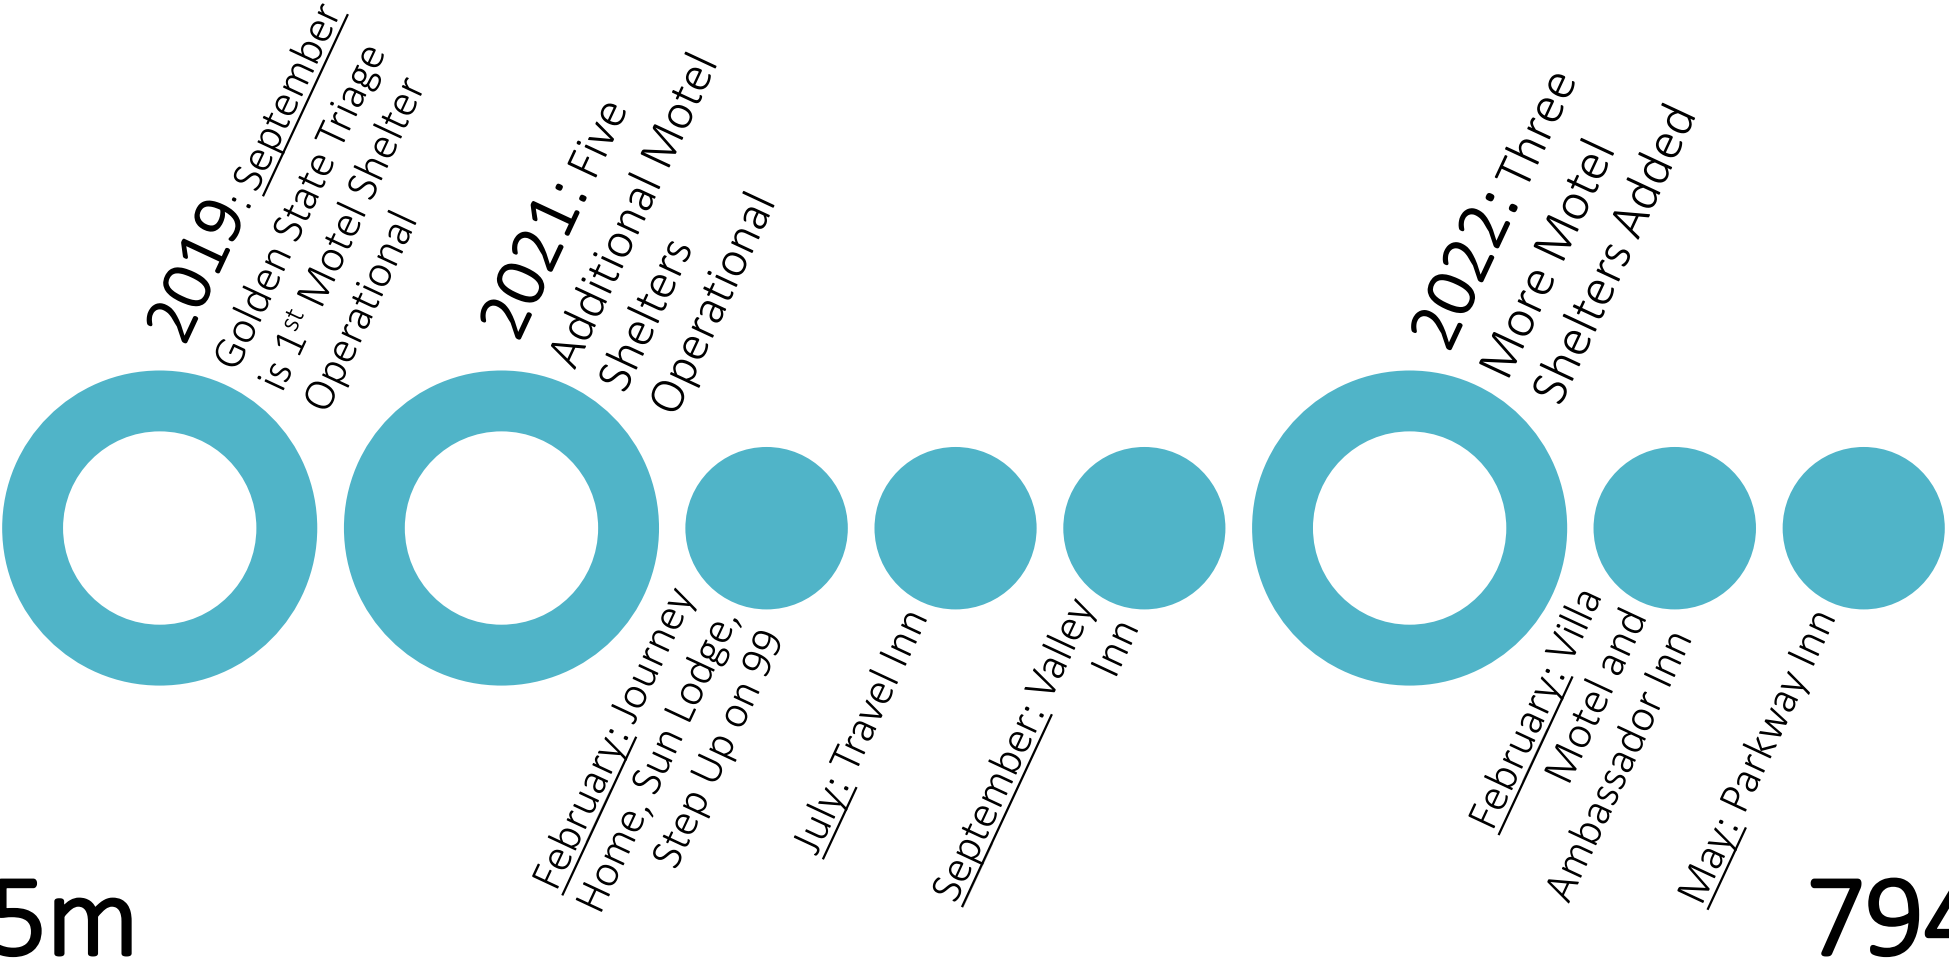 2019: September
Golden State Triage
is 1st Motel Shelter
Operational
2021: Five
Additional Motel
Shelters
Operational
February: Journey
Home, Sun Lodge,
Step Up on 99
July: Travel Inn
September: Valley
Inn
2022: Three
More Motel
Shelters Added
February: Villa
Motel and
Ambassador Inn
May: Parkway Inn
5m
794